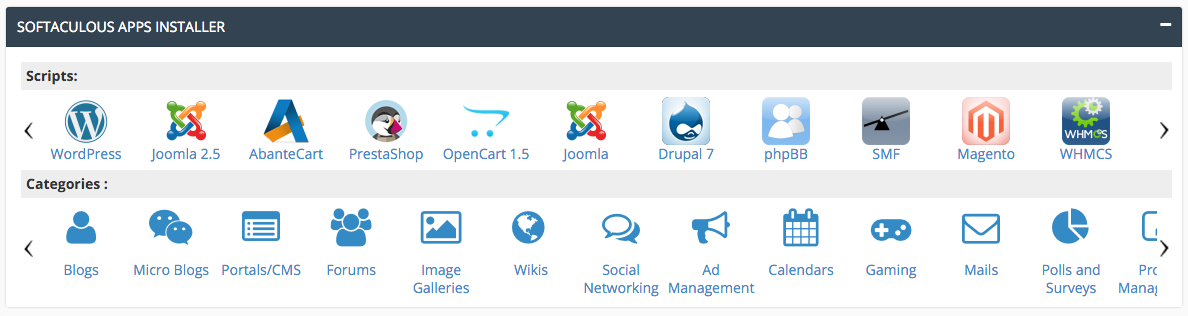 SOFTACULOUS APPS INSTALLER
Scripts:
WordPress Joomla 2.5 AbanteCart PrestaShop OpenCart 1.5 Joomla Drupal 7 phpBB SMF Magento WHMCS
WHMCS
Categories :
Blogs Micro Blogs Portals/CMS Forums Image Wikis Social Ad Calendars Gaming Mails Polls and
Galleries Networking Management Surveys